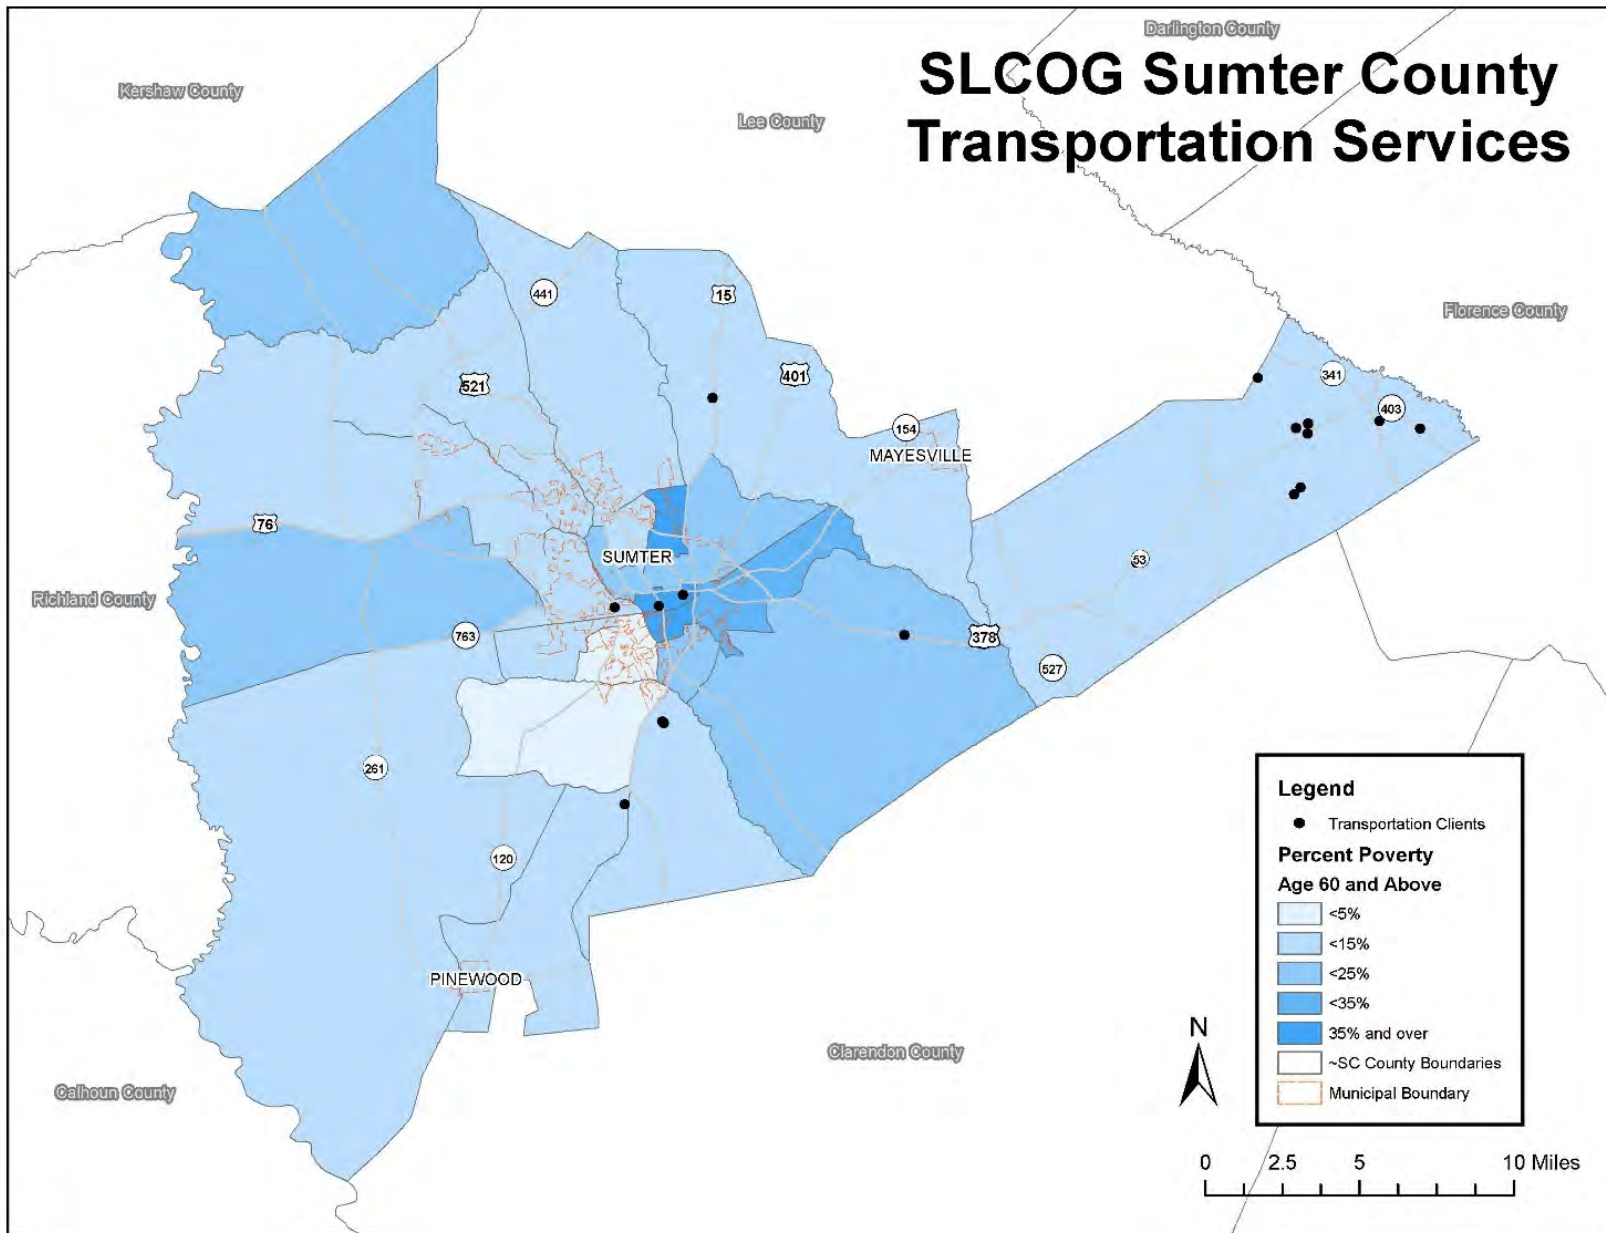 Darlington County
SLCOG Sumter County
Transportation Services
Kershaw County
Lee County
441
15
Florence County
521
401
341
403
154
MAYESVILLE
76
SUMTER
53
Richland County
763
378
527
261
120
PINEWOOD
Clarendon County
Calhoun County
Legend
Transportation Clients
Percent Poverty
Age 60 and Above
<5%
<15%
<25%
<35%
35% and over
~SC County Boundaries
Municipal Boundary
N
0 2.5 5 10 Miles